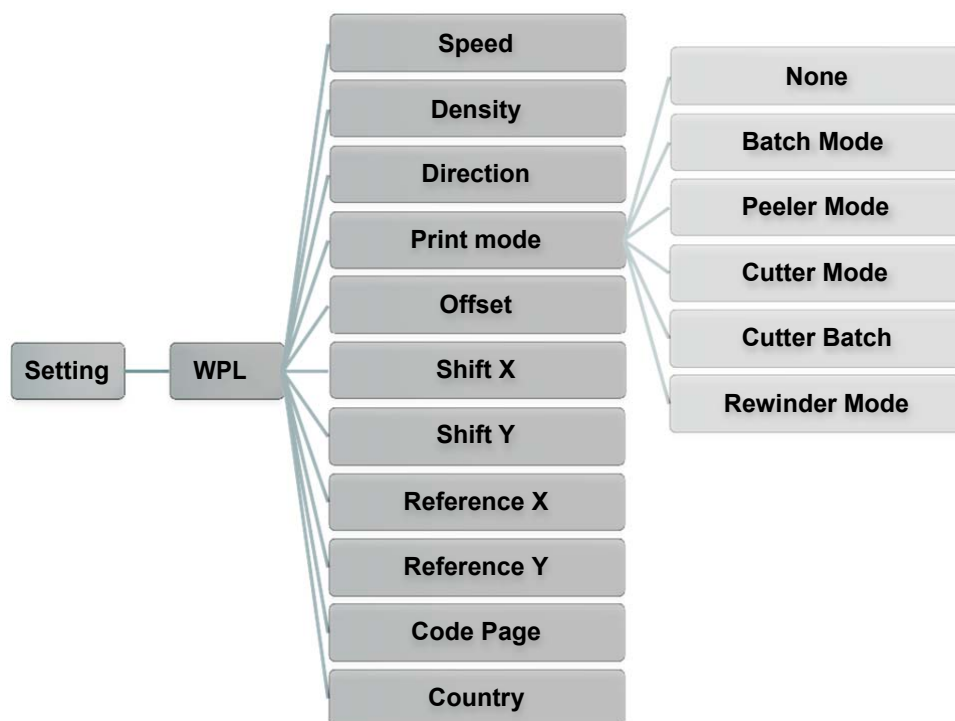 Setting
WPL
Speed
Density
Direction
Print mode
Offset
Shift X
Shift Y
Reference X
Reference Y
Code Page
Country
None
Batch Mode
Peeler Mode
Cutter Mode
Cutter Batch
Rewinder Mode